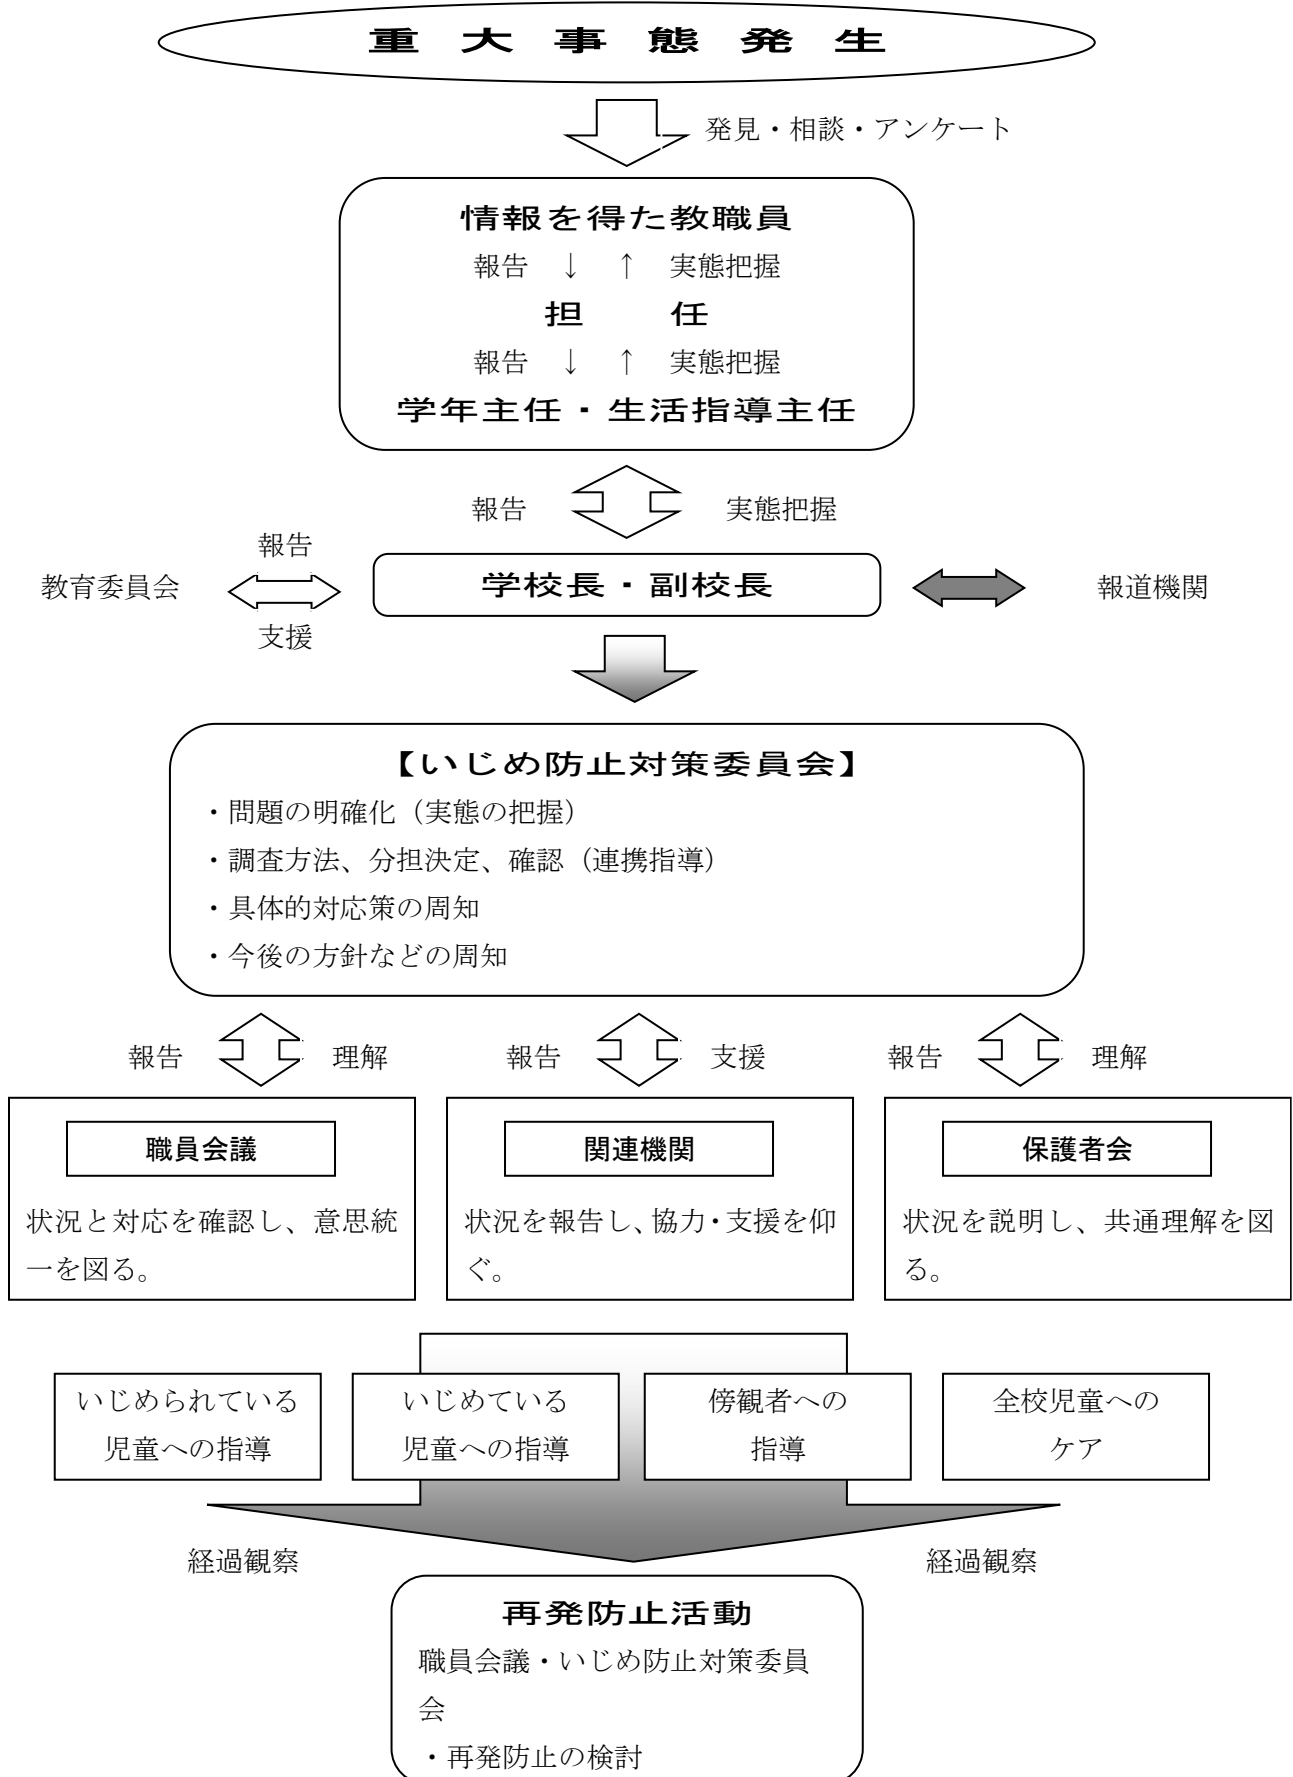 重大事態発生
発見・相談・アンケート
情報を得た教職員
報告 ↓ ↑ 実態把握
担 任
報告 ↓ ↑ 実態把握
学年主任・生活指導主任
報告 実態把握
報告
教育委員会 学校長・副校長 報道機関
支援
【いじめ防止対策委員会】
・問題の明確化（実態の把握）
・調査方法、分担決定、確認（連携指導）
・具体的対応策の周知
・今後の方針などの周知
報告 理解 報告 支援 報告 理解
職員会議
状況と対応を確認し、意思統
一を図る。
関連機関
状況を報告し、協力・支援を仰
ぐ。
保護者会
状況を説明し、共通理解を図
る。
いじめられている
児童への指導
いじめている
児童への指導
傍観者への
指導
全校児童への
ケア
経過観察 経過観察
再発防止活動
職員会議・いじめ防止対策委員
会
・再発防止の検討